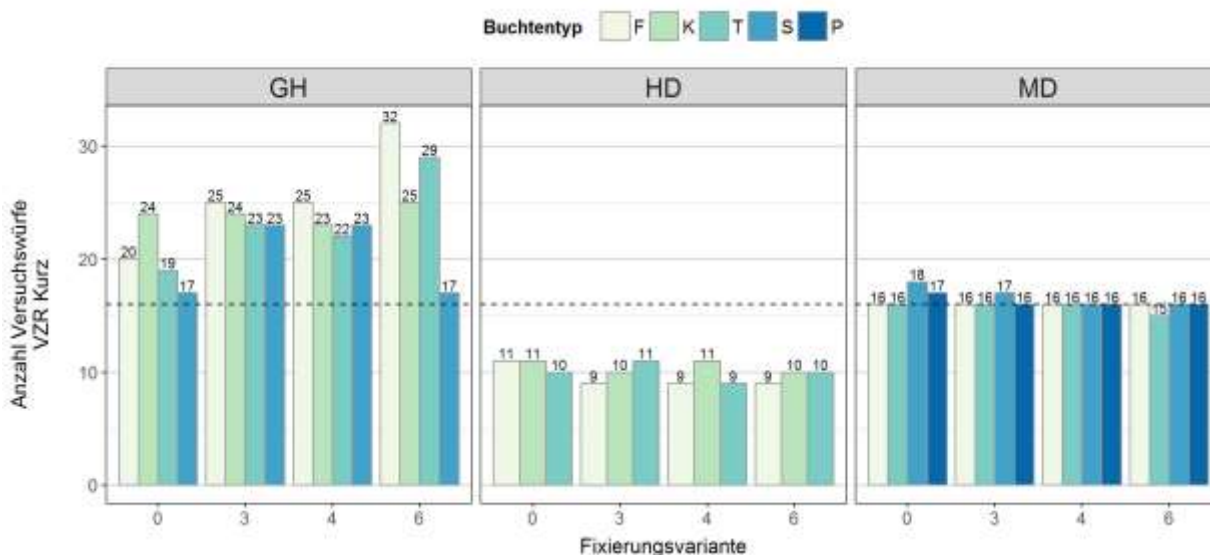 Buchtentyp F K T S P
GH HD MD
Anzahl Versuchswürfe
VZR Kurz
30
20
10
0
20 24 19 17 25 24 23 23 25 23 22 23 32 25 29 17
11 11 10 9 10 11 9 11 9 9 10 10
16 16 18 17 16 16 17 16 16 16 16 16 16 15 16 16
0 3 4 6 0 3 4 6 0 3 4 6
Fixierungsvariante